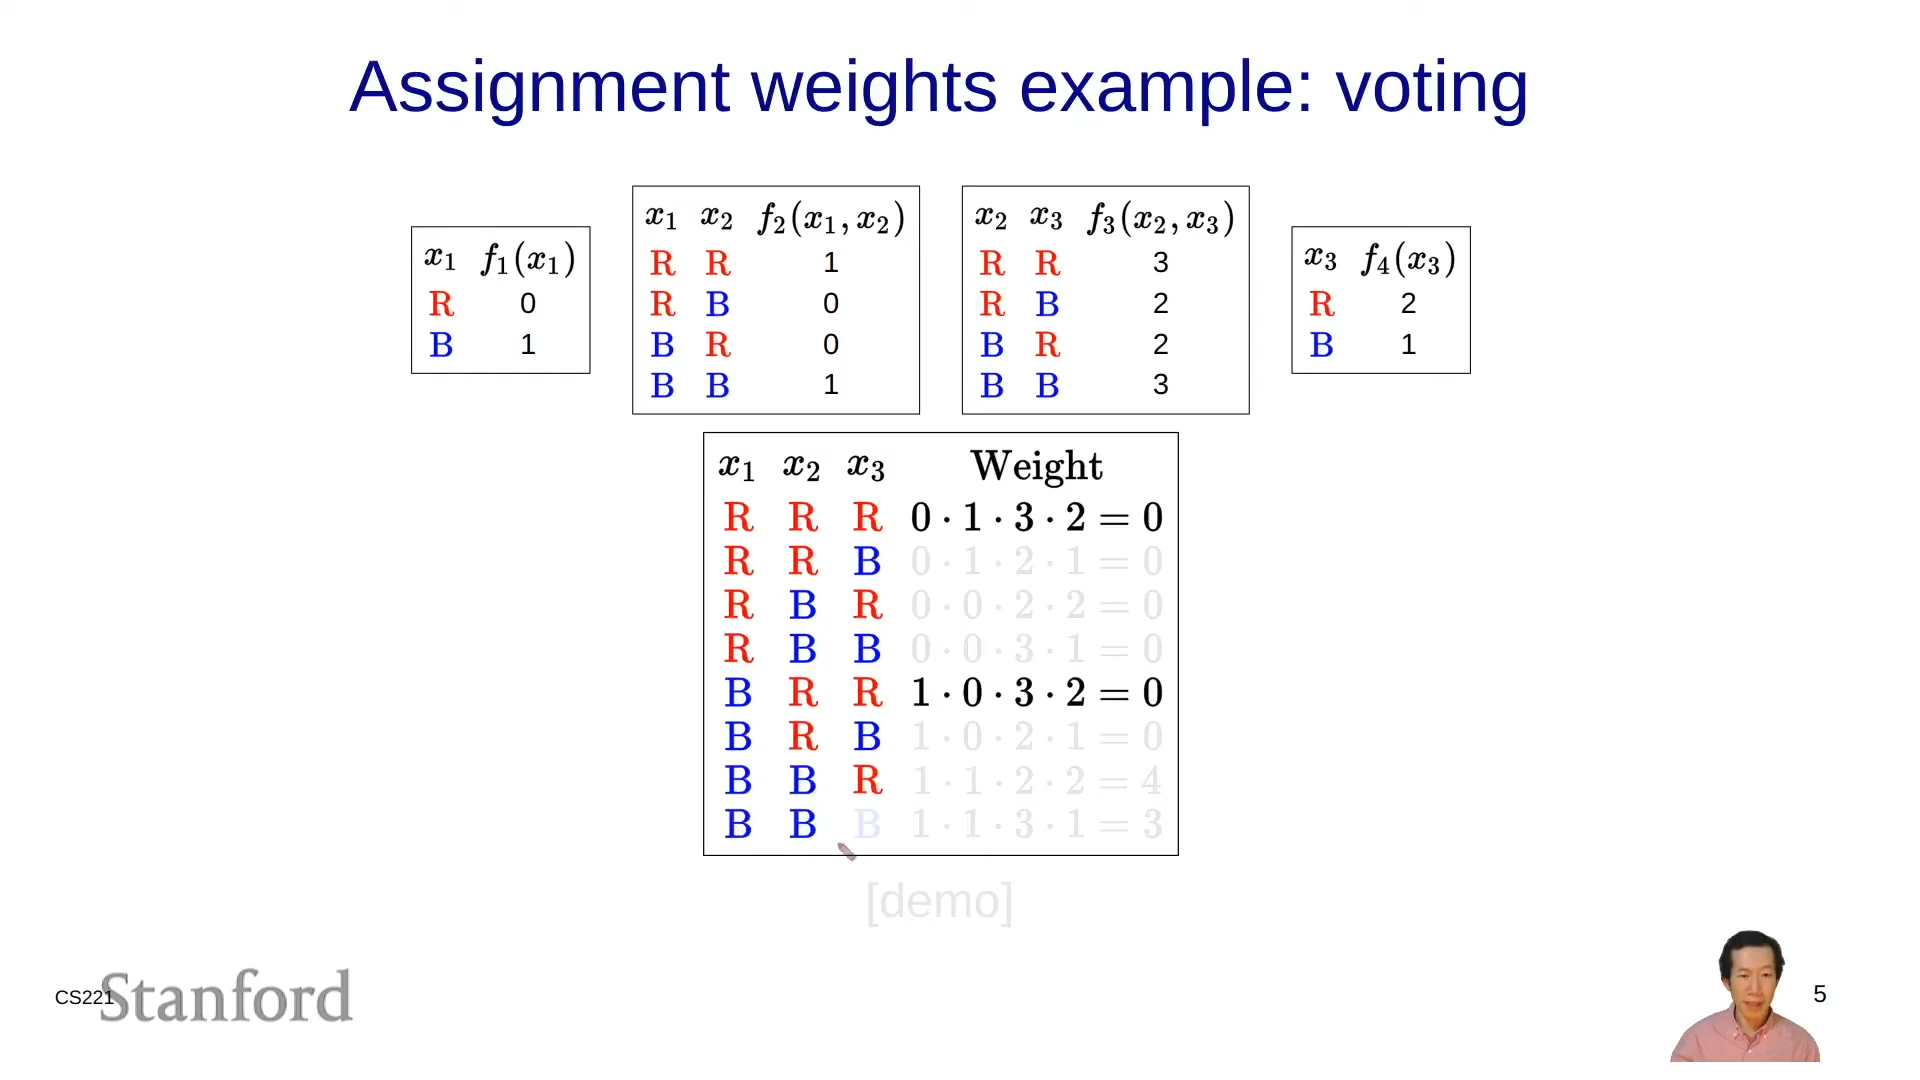 Assignment weights example: voting
x₁ f₁(x₁)
R 0
B 1
x₁ x₂ f₂(x₁, x₂)
R R 1
R B 0
B R 0
B B 1
x₂ x₃ f₃(x₂, x₃)
R R 3
R B 2
B R 2
B B 3
x₃ f₄(x₃)
R 2
B 1
x₁ x₂ x₃ Weight
R R R 0 · 1 · 3 · 2 = 0
R R B 0 · 1 · 2 · 1 = 0
R B R 0 · 0 · 2 · 2 = 0
R B B 0 · 0 · 3 · 1 = 0
B R R 1 · 0 · 3 · 2 = 0
B R B 1 · 0 · 2 · 1 = 0
B B R 1 · 1 · 2 · 2 = 4
B B B 1 · 1 · 3 · 1 = 3
[demo]
CS221
Stanford
5